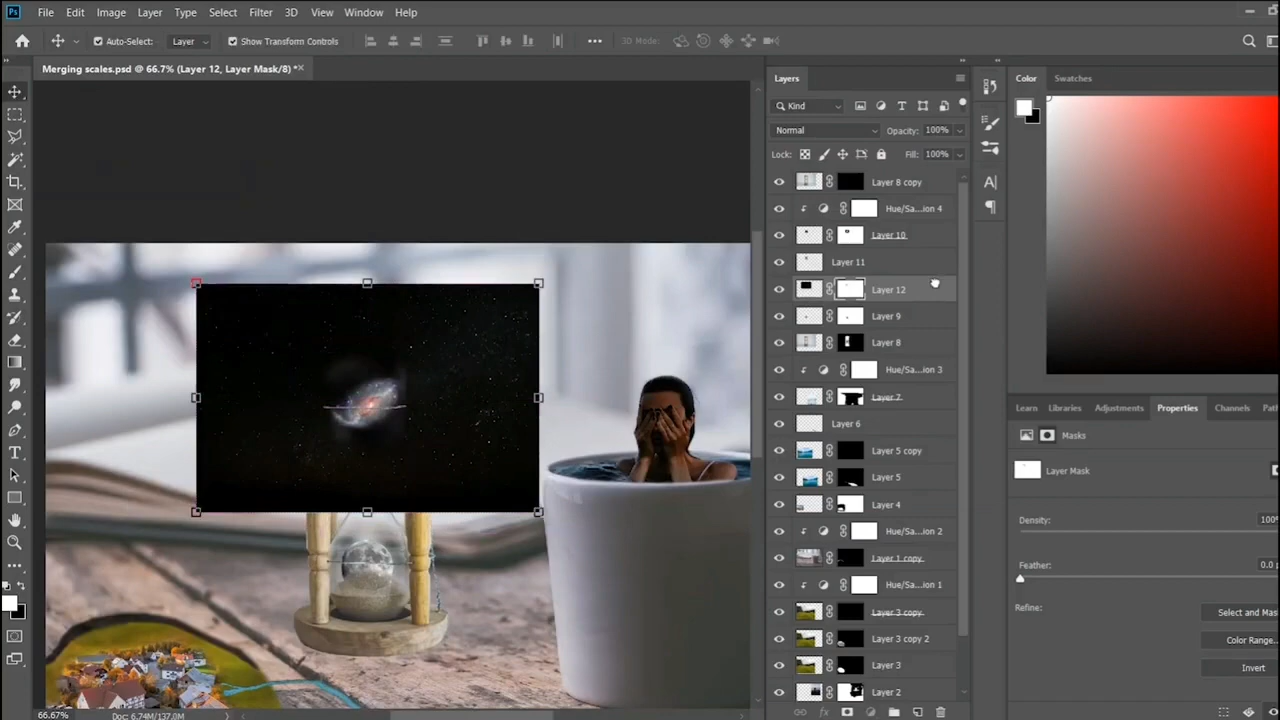 Ps File Edit Image Layer Type Select Filter 3D View Window Help
Auto-Select: Layer Show Transform Controls 3D Mode:
Merging scales.psd @ 66.7% (Layer 12, Layer Mask/8) *
Layers
Kind
Normal Opacity: 100%
Lock: Fill: 100%
Layer 8 copy
Hue/Sa...ion 4
Layer 10
Layer 11
Layer 12
Layer 9
Layer 8
Hue/Sa...ion 3
Layer 7
Layer 6
Layer 5 copy
Layer 5
Layer 4
Hue/Sa...ion 2
Layer 1 copy
Hue/Sa...ion 1
Layer 3 copy
Layer 3 copy 2
Layer 3
Layer 2
Color Swatches
Learn Libraries Adjustments Properties Channels Pat
Masks
Layer Mask
Density: 100
Feather: 0.0
Refine: Select and Mas
Color Range...
Invert
66.67% Doc: 6.74M/137.0M